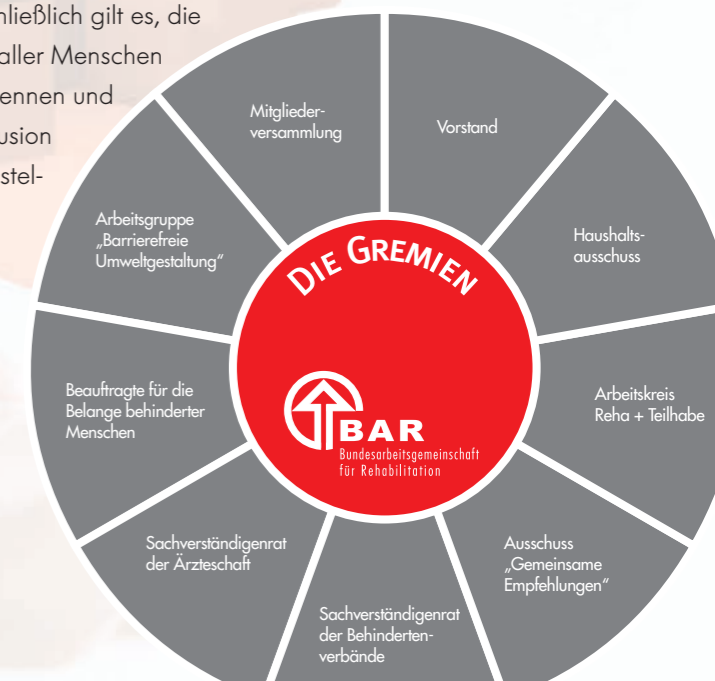 ließlich gilt es, die
aller Menschen
ennen und
usion
stel-
Mitglieder-
versammlung
Vorstand
Haushalts-
ausschuss
Arbeitskreis
Reha + Teilhabe
Ausschuss
„Gemeinsame
Empfehlungen“
Sachverständigenrat
der Behinderten-
verbände
Sachverständigenrat
der Ärzteschaft
Beauftragte für die
Belange behinderter
Menschen
Arbeitsgruppe
„Barrierefreie
Umweltgestaltung“
DIE GREMIEN
BAR
Bundesarbeitsgemeinschaft
für Rehabilitation